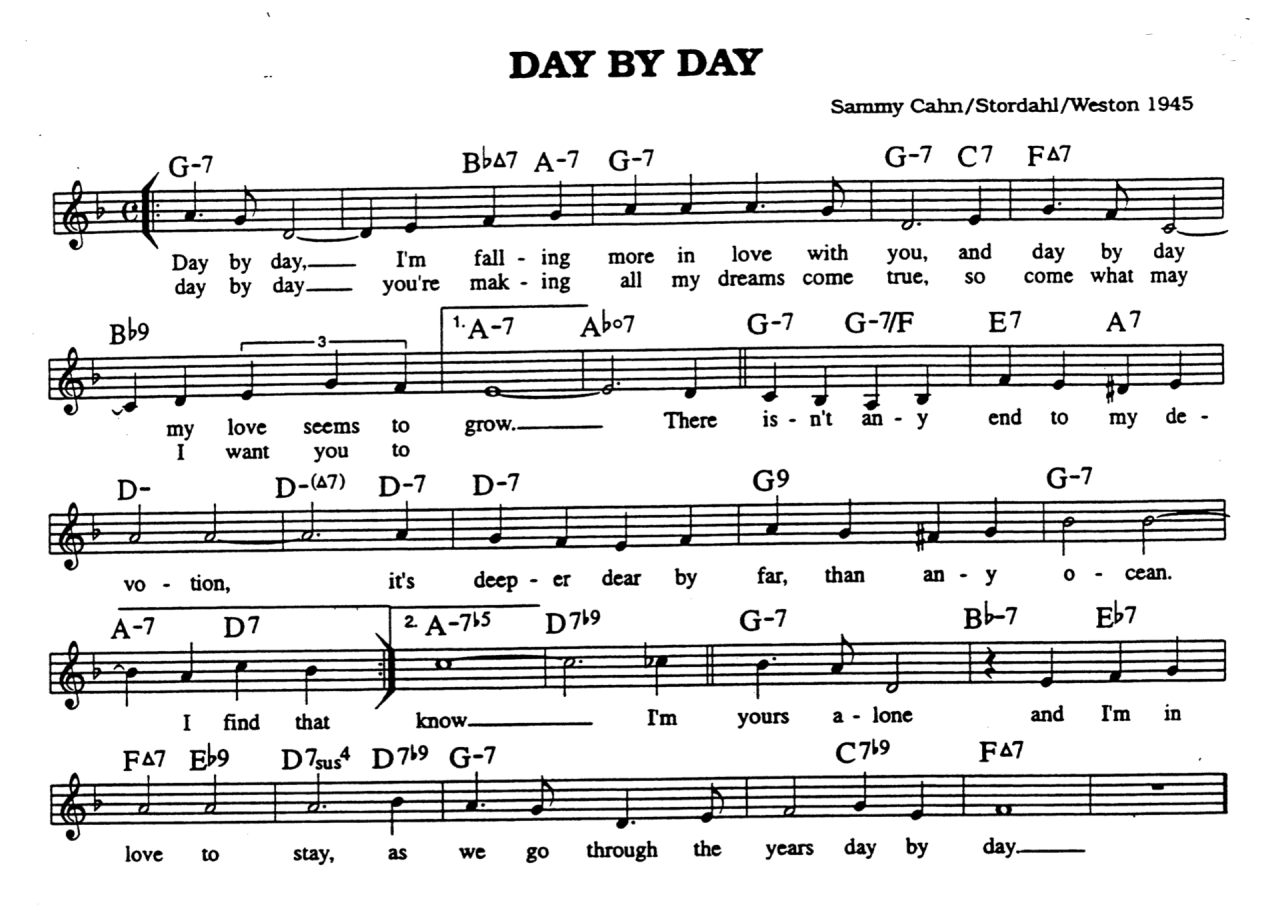 DAY BY DAY
Sammy Cahn/Stordahl/Weston 1945
G-7 B♭Δ7 A-7 G-7 G-7 C7 FΔ7
Day by day, I'm fall - ing more in love with you, and day by day
day by day you're mak - ing all my dreams come true, so come what may
B♭9 1. A-7 A♭o7 G-7 G-7/F E7 A7
3
my love seems to grow. There is - n't an - y end to my de -
I want you to
D- D-(Δ7) D-7 D-7 G9 G-7
vo - tion, it's deep - er dear by far, than an - y o - cean.
A-7 D7 2. A-7♭5 D7♭9 G-7 B♭-7 E♭7
I find that know I'm yours a - lone and I'm in
FΔ7 E♭9 D7sus4 D7♭9 G-7 C7♭9 FΔ7
love to stay, as we go through the years day by day.